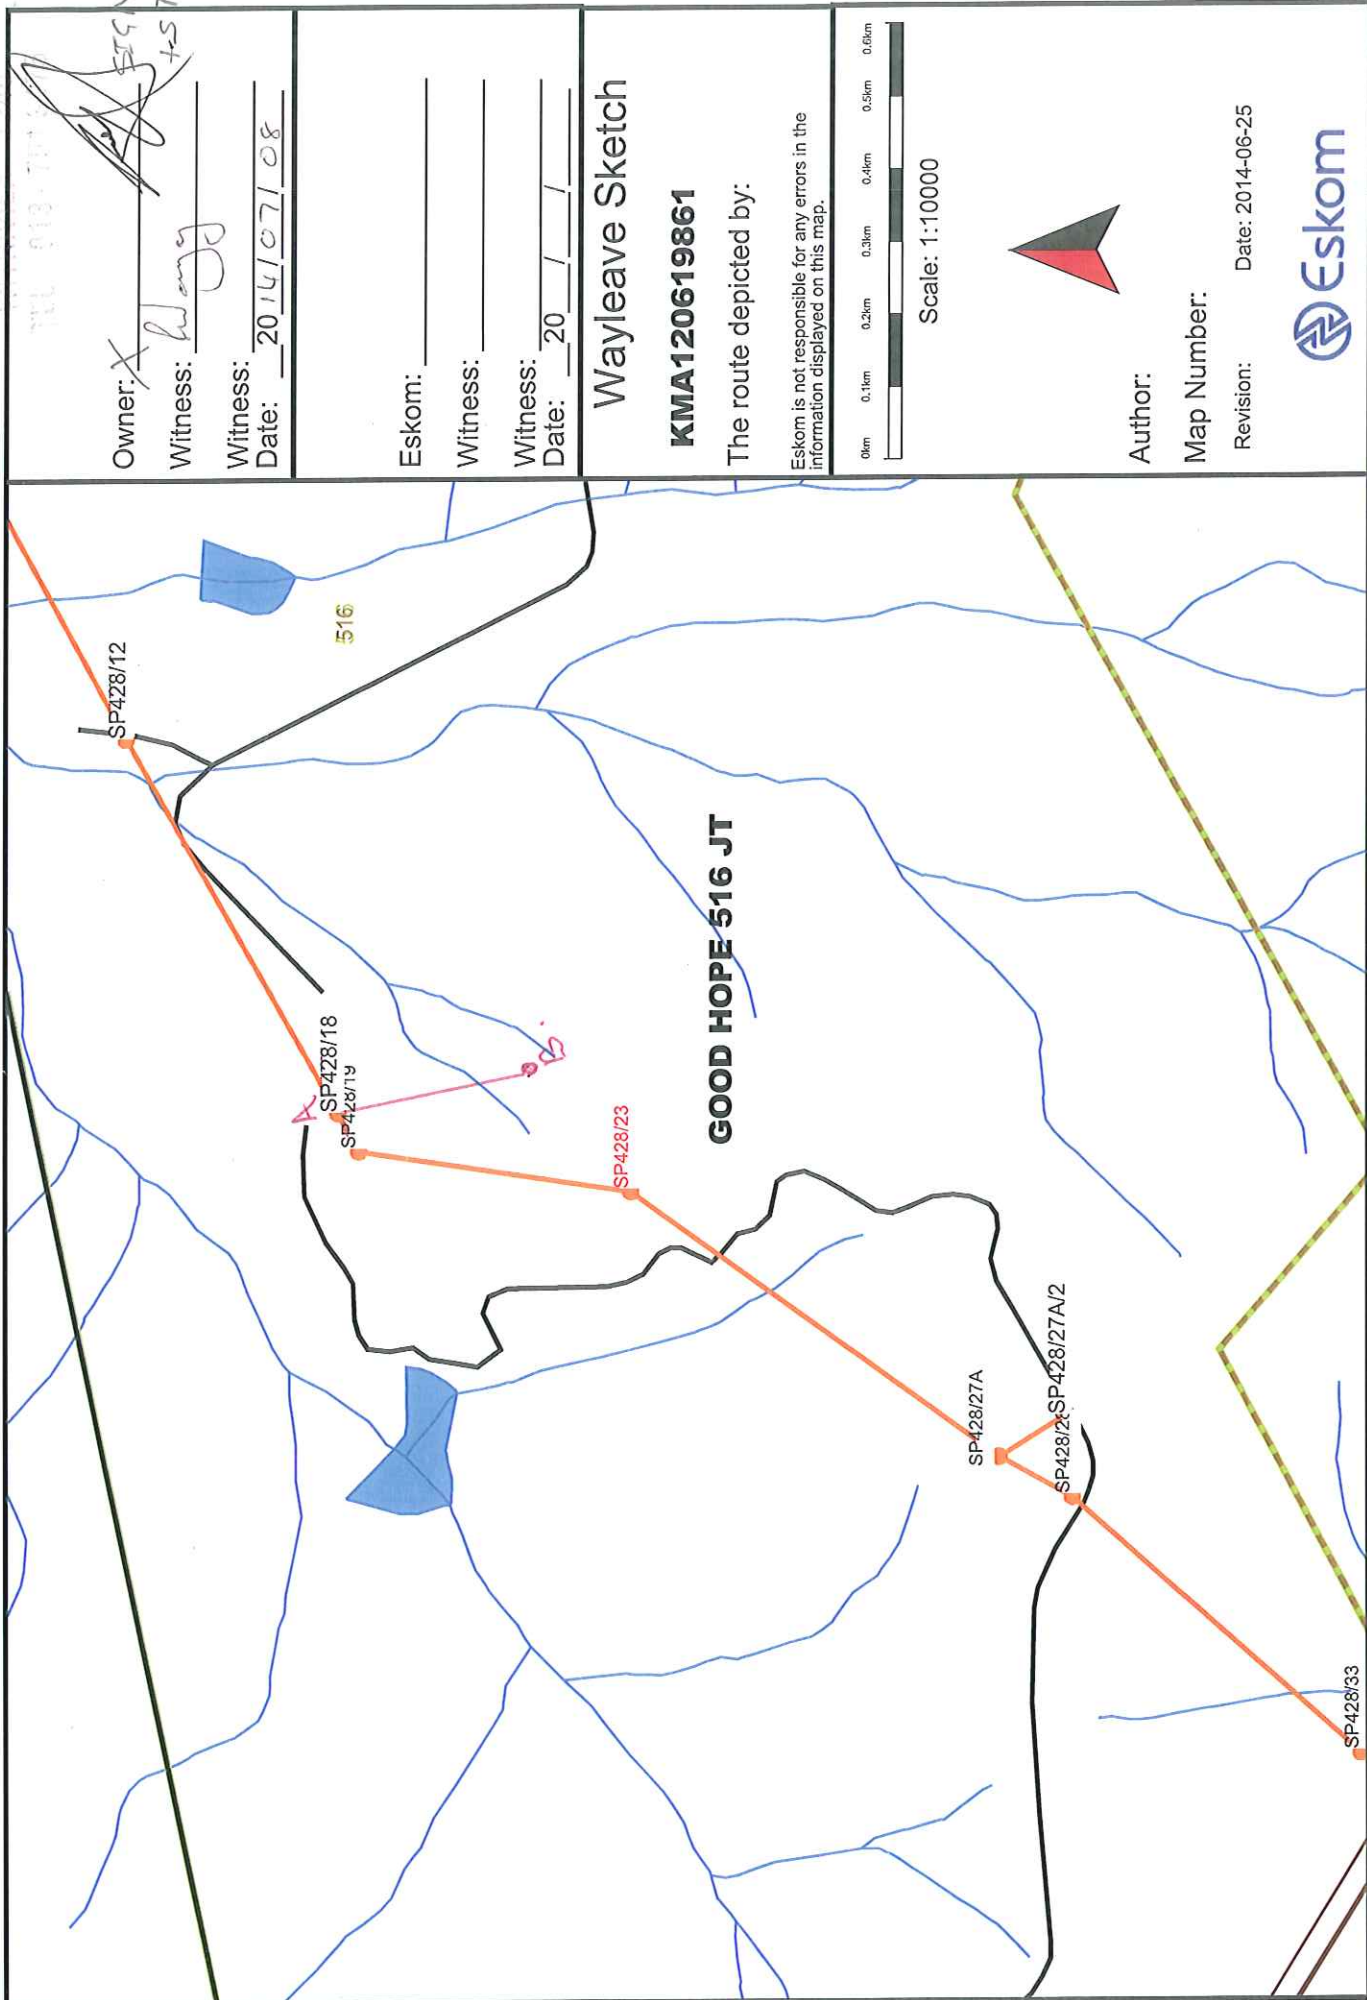 Owner: X
Witness:
Witness:
Date: 2014/07/08
Eskom:
Witness:
Witness:
Date: 20 / /
Wayleave Sketch
KMA120619861
The route depicted by:
Eskom is not responsible for any errors in the
information displayed on this map.
0km 0.1km 0.2km 0.3km 0.4km 0.5km 0.6km
Scale: 1:10000
Author:
Map Number:
Revision: Date: 2014-06-25
Eskom
SP428/12
516
A
SP428/18
SP428/19
B.
SP428/23
GOOD HOPE 516 JT
SP428/27A
SP428/27A/2
SP428/33